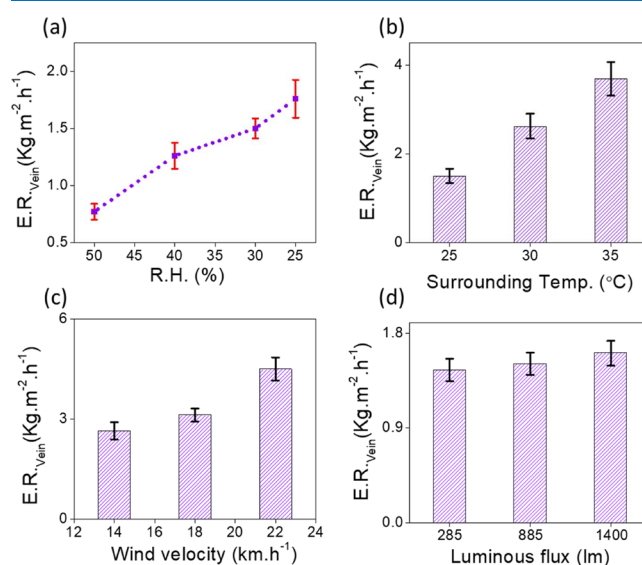 (a)
E.R.Vein(Kg.m-2.h-1)
2.0
1.5
1.0
0.5
50 45 40 35 30 25
R.H. (%)
(b)
E.R.Vein(Kg.m-2.h-1)
4
2
0
25 30 35
Surrounding Temp. (°C)
(c)
E.R.Vein(Kg.m-2.h-1)
6
3
0
12 14 16 18 20 22 24
Wind velocity (km.h-1)
(d)
E.R.Vein(Kg.m-2.h-1)
1.8
0.9
0.0
285 885 1400
Luminous flux (lm)